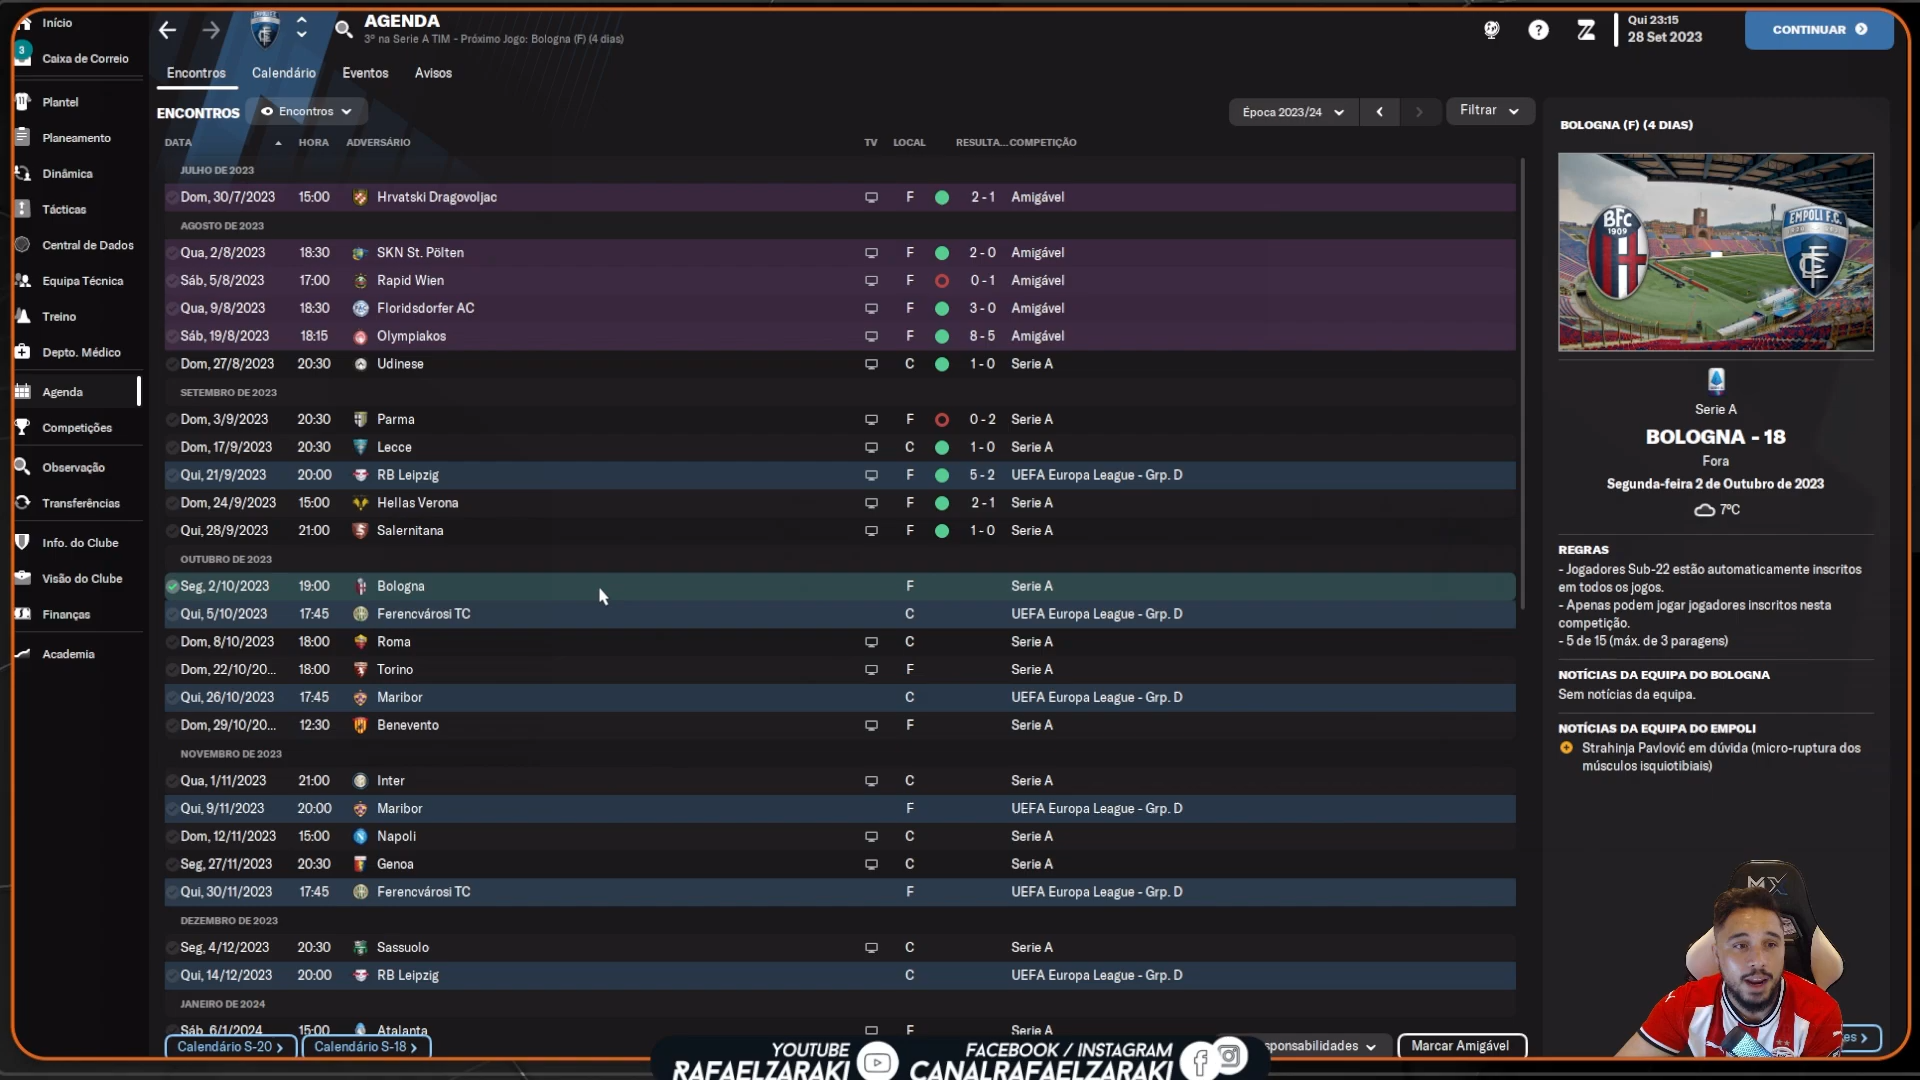 Início
AGENDA
3º na Serie A TIM - Próximo Jogo: Bologna (F) (4 dias)
Qui 23:15
28 Set 2023
CONTINUAR
3
Caixa de Correio
Encontros
Calendário
Eventos
Avisos
Plantel
ENCONTROS
Encontros
Época 2023/24
Filtrar
Planeamento
DATA
HORA
ADVERSÁRIO
TV
LOCAL
RESULTA...
COMPETIÇÃO
Dinâmica
Tácticas
Central de Dados
Equipa Técnica
Treino
Depto. Médico
Agenda
Competições
Observação
Transferências
Info. do Clube
Visão do Clube
Finanças
Academia
JULHO DE 2023
Dom, 30/7/2023 15:00 Hrvatski Dragovoljac F 2 - 1 Amigável
AGOSTO DE 2023
Qua, 2/8/2023 18:30 SKN St. Pölten F 2 - 0 Amigável
Sáb, 5/8/2023 17:00 Rapid Wien F 0 - 1 Amigável
Qua, 9/8/2023 18:30 Floridsdorfer AC F 3 - 0 Amigável
Sáb, 19/8/2023 18:15 Olympiakos F 8 - 5 Amigável
Dom, 27/8/2023 20:30 Udinese C 1 - 0 Serie A
SETEMBRO DE 2023
Dom, 3/9/2023 20:30 Parma F 0 - 2 Serie A
Dom, 17/9/2023 20:30 Lecce C 1 - 0 Serie A
Qui, 21/9/2023 20:00 RB Leipzig F 5 - 2 UEFA Europa League - Grp. D
Dom, 24/9/2023 15:00 Hellas Verona F 2 - 1 Serie A
Qui, 28/9/2023 21:00 Salernitana F 1 - 0 Serie A
OUTUBRO DE 2023
Seg, 2/10/2023 19:00 Bologna F Serie A
Qui, 5/10/2023 17:45 Ferencvárosi TC C UEFA Europa League - Grp. D
Dom, 8/10/2023 18:00 Roma C Serie A
Dom, 22/10/20... 18:00 Torino F Serie A
Qui, 26/10/2023 17:45 Maribor C UEFA Europa League - Grp. D
Dom, 29/10/20... 12:30 Benevento F Serie A
NOVEMBRO DE 2023
Qua, 1/11/2023 21:00 Inter C Serie A
Qui, 9/11/2023 20:00 Maribor F UEFA Europa League - Grp. D
Dom, 12/11/2023 15:00 Napoli C Serie A
Seg, 27/11/2023 20:30 Genoa C Serie A
Qui, 30/11/2023 17:45 Ferencvárosi TC F UEFA Europa League - Grp. D
DEZEMBRO DE 2023
Seg, 4/12/2023 20:30 Sassuolo C Serie A
Qui, 14/12/2023 20:00 RB Leipzig C UEFA Europa League - Grp. D
JANEIRO DE 2024
Sáb, 6/1/2024 15:00 Atalanta F Serie A
Calendário S-20
Calendário S-18
sponsabilidades
Marcar Amigável
es
BOLOGNA (F) (4 DIAS)
BFC
1909
EMPOLI F.C.
Serie A
BOLOGNA - 18
Fora
Segunda-feira 2 de Outubro de 2023
7ºC
REGRAS
- Jogadores Sub-22 estão automaticamente inscritos
em todos os jogos.
- Apenas podem jogar jogadores inscritos nesta
competição.
- 5 de 15 (máx. de 3 paragens)
NOTÍCIAS DA EQUIPA DO BOLOGNA
Sem notícias da equipa.
NOTÍCIAS DA EQUIPA DO EMPOLI
Strahinja Pavlović em dúvida (micro-ruptura dos
músculos isquiotibiais)
MX
YOUTUBE
RAFAELZARAKI
FACEBOOK / INSTAGRAM
CANALRAFAELZARAKI